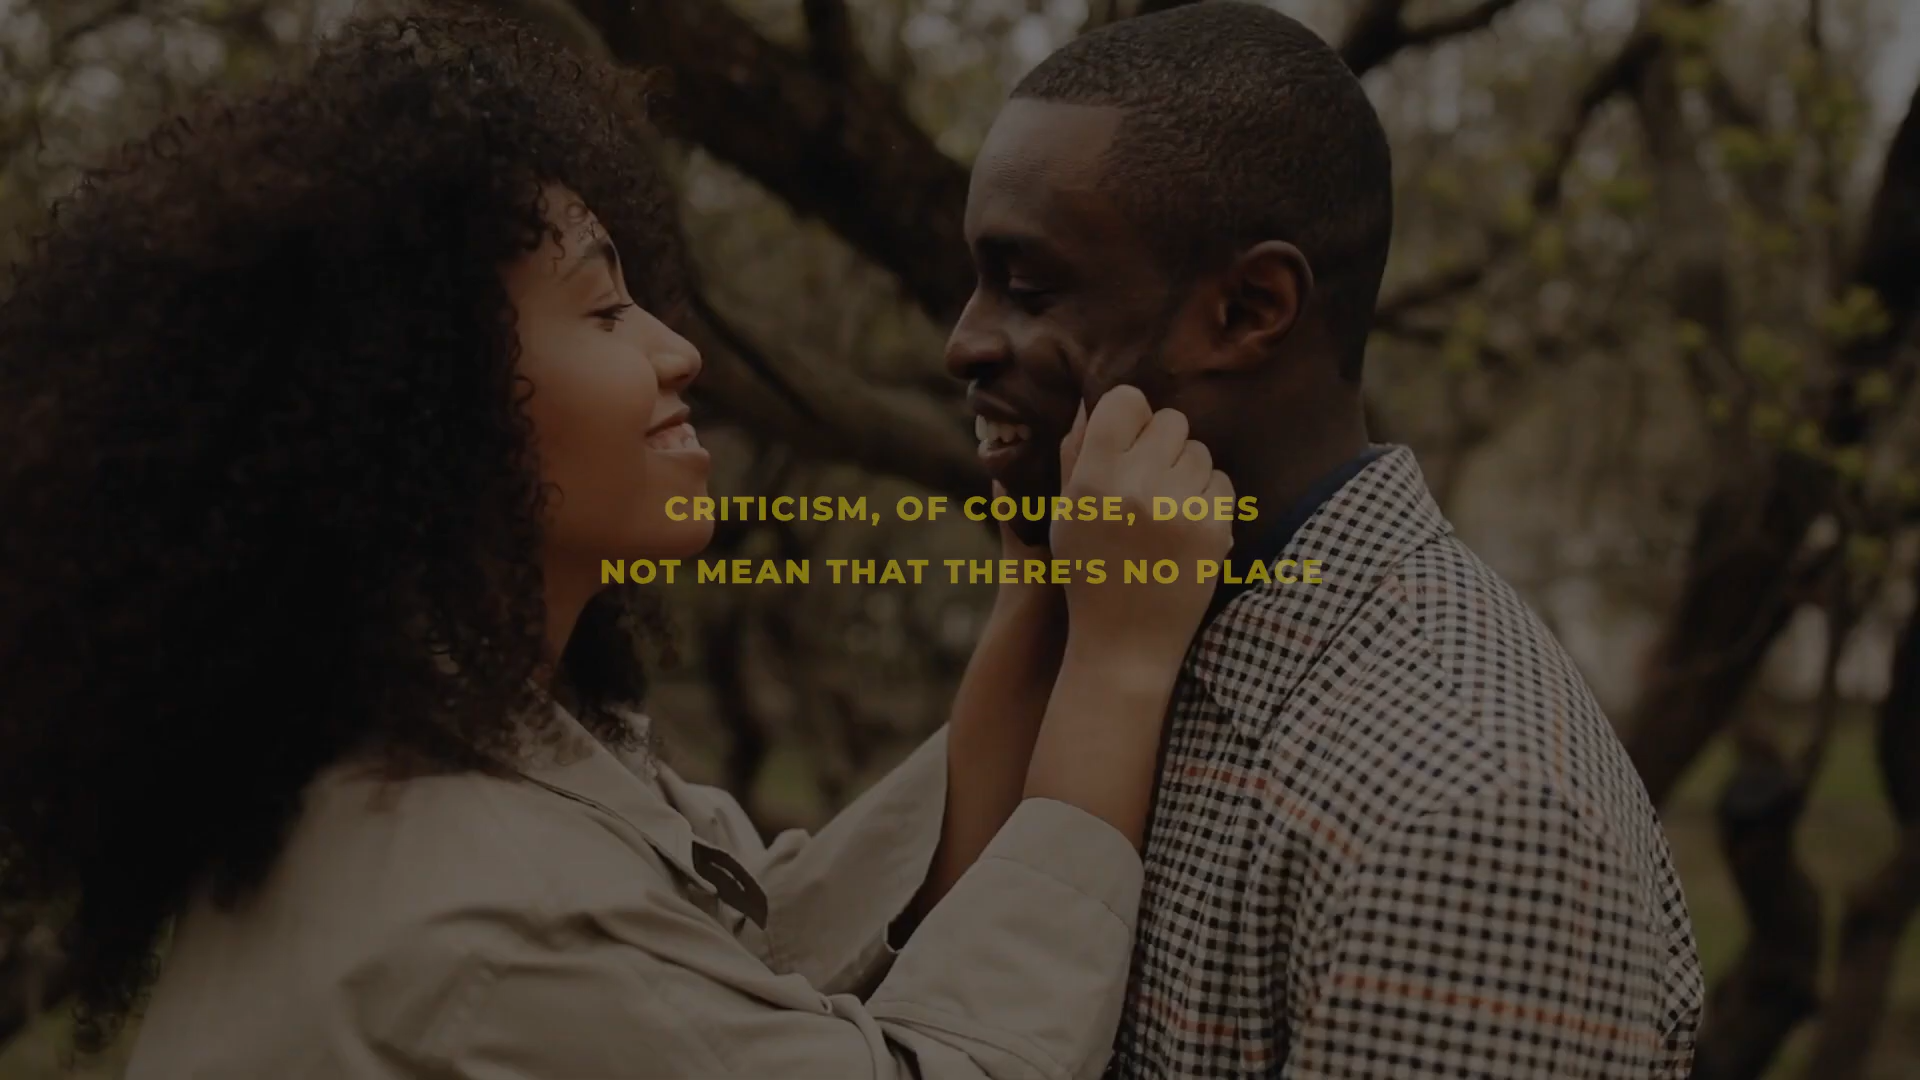 CRITICISM, OF COURSE, DOES
NOT MEAN THAT THERE'S NO PLACE